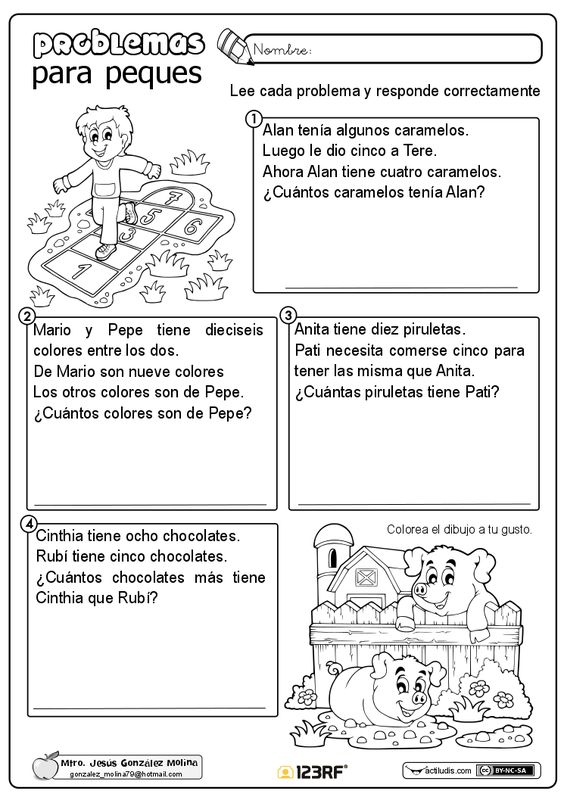 Problemas
para peques
Nombre:
Lee cada problema y responde correctamente
1
Alan tenía algunos caramelos.
Luego le dio cinco a Tere.
Ahora Alan tiene cuatro caramelos.
¿Cuántos caramelos tenía Alan?
7
5
6
3
1
2
Mario y Pepe tiene dieciseis
colores entre los dos.
De Mario son nueve colores
Los otros colores son de Pepe.
¿Cuántos colores son de Pepe?
3
Anita tiene diez piruletas.
Pati necesita comerse cinco para
tener las misma que Anita.
¿Cuántas piruletas tiene Pati?
4
Cinthia tiene ocho chocolates.
Rubí tiene cinco chocolates.
¿Cuántos chocolates más tiene
Cinthia que Rubí?
Colorea el dibujo a tu gusto.
Mtro. Jesús González Molina
gonzalez_molina79@hotmail.com
123RF®
actiludis.com
cc BY-NC-SA